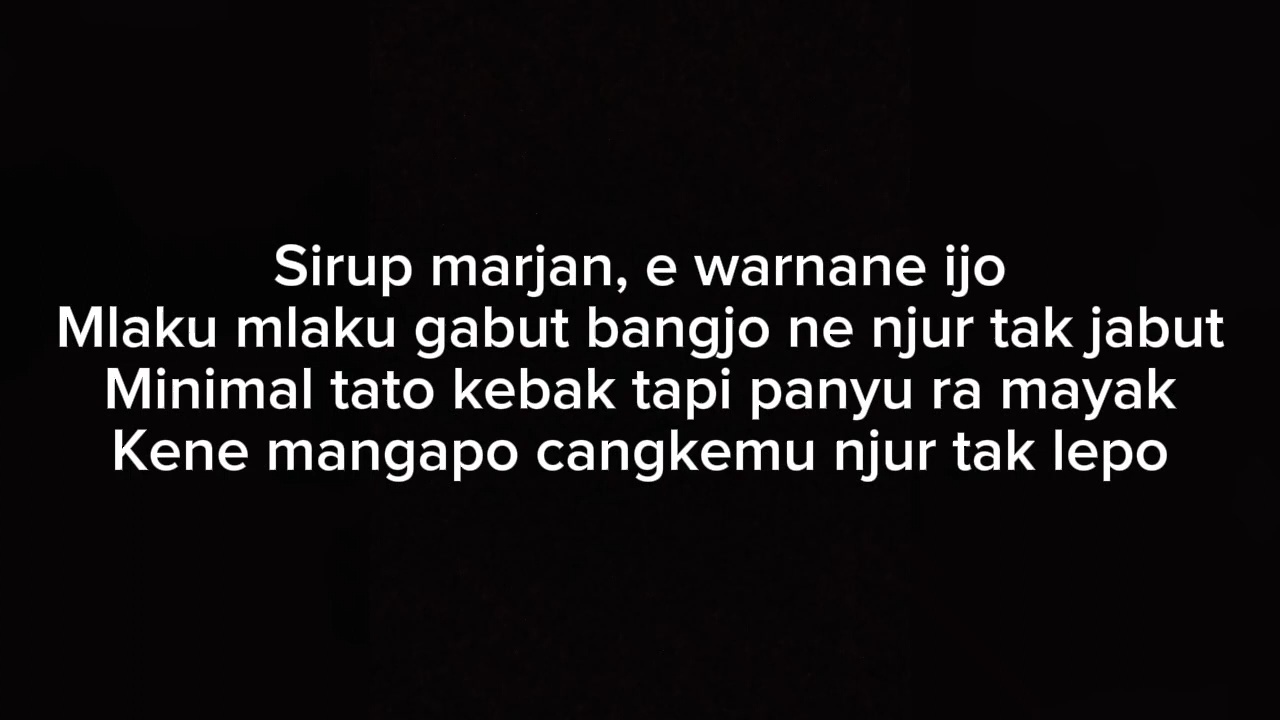 Sirup marjan, e warnane ijo
Mlaku mlaku gabut bangjo ne njur tak jabut
Minimal tato kebak tapi panyu ra mayak
Kene mangapo cangkemu njur tak lepo